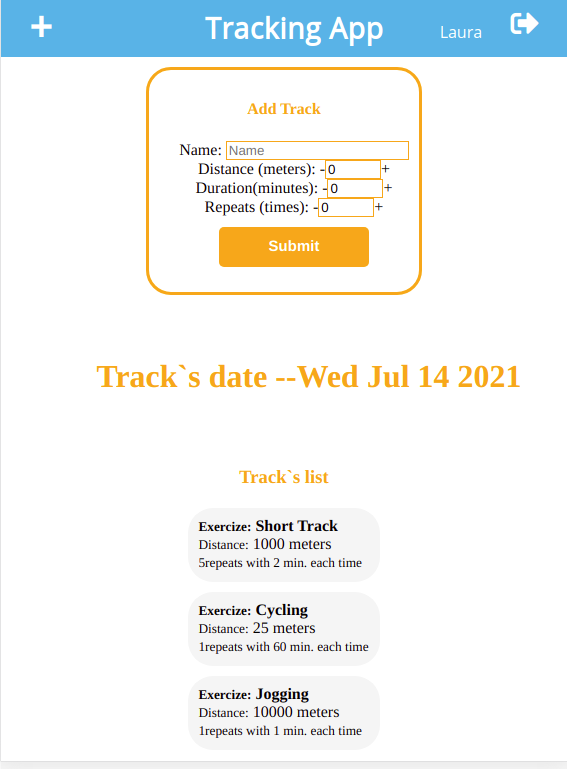 + Tracking App Laura
Add Track
Name: Name
Distance (meters): -0+
Duration(minutes): -0+
Repeats (times): -0+
Submit
Track`s date --Wed Jul 14 2021
Track`s list
Exercize: Short Track
Distance: 1000 meters
5repeats with 2 min. each time
Exercize: Cycling
Distance: 25 meters
1repeats with 60 min. each time
Exercize: Jogging
Distance: 10000 meters
1repeats with 1 min. each time